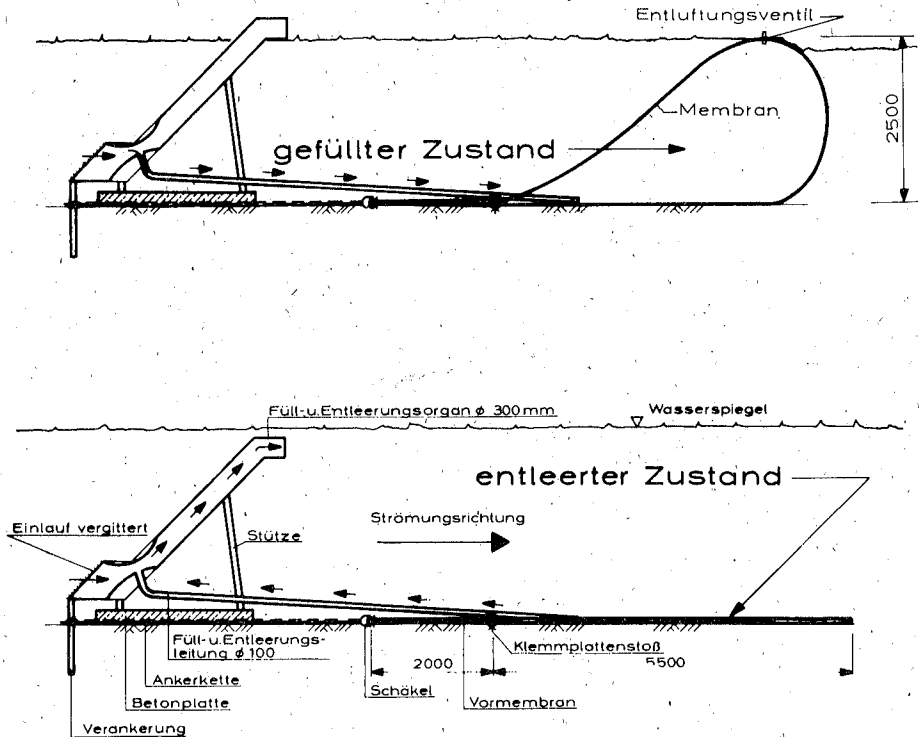 Entluftungsventil
Membran
gefüllter Zustand
2500
Füll-u.Entleerungsorgan ø 300mm
Wasserspiegel
entleerter Zustand
Einlauf vergittert
Stütze
Strömungsrichtung
Füll-u.Entleerungs-
leitung ø100
Klemmplattenstoß
2000
5500
Ankerkette
Schäkel
Vormembran
Betonplatte
Verankerung